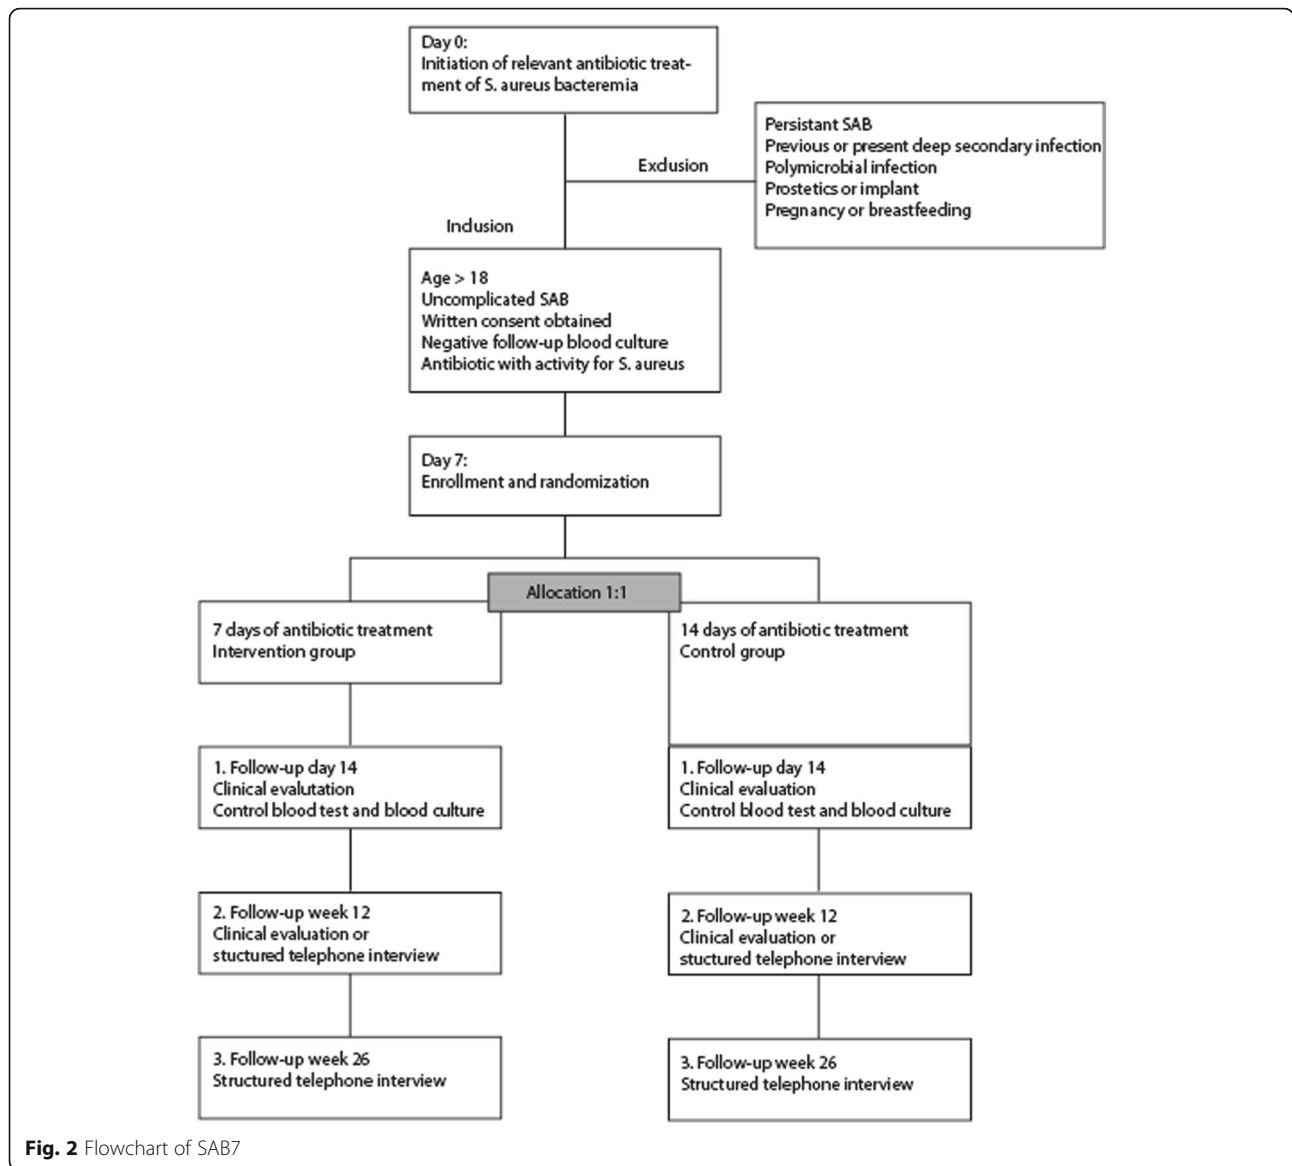 Day 0:
Initiation of relevant antibiotic treat-
ment of S. aureus bacteremia
Persistant SAB
Previous or present deep secondary infection
Polymicrobial infection
Prostetics or implant
Pregnancy or breastfeeding
Exclusion
Inclusion
Age > 18
Uncomplicated SAB
Written consent obtained
Negative follow-up blood culture
Antibiotic with activity for S. aureus
Day 7:
Enrollment and randomization
Allocation 1:1
7 days of antibiotic treatment
Intervention group
14 days of antibiotic treatment
Control group
1. Follow-up day 14
Clinical evalutation
Control blood test and blood culture
1. Follow-up day 14
Clinical evaluation
Control blood test and blood culture
2. Follow-up week 12
Clinical evaluation or
stuctured telephone interview
2. Follow-up week 12
Clinical evaluation or
stuctured telephone interview
3. Follow-up week 26
Structured telephone interview
3. Follow-up week 26
Structured telephone interview
Fig. 2 Flowchart of SAB7